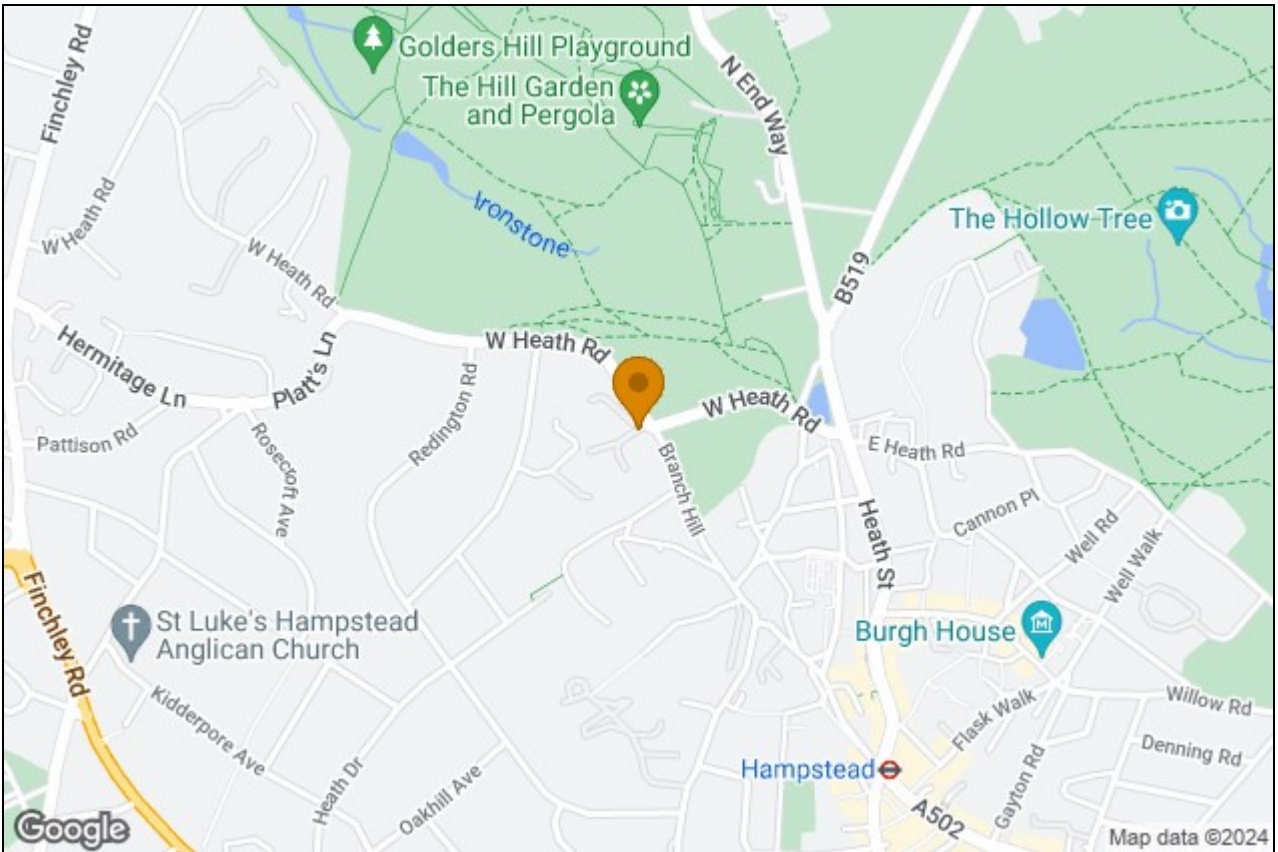 Finchley Rd
Golders Hill Playground
The Hill Garden
and Pergola
N End Way
W Heath Rd
Ironstone
The Hollow Tree
W Heath Rd
B519
Hermitage Ln
Platt's Ln
W Heath Rd
W Heath Rd
Redington Rd
Pattison Rd
Rosecroft Ave
E Heath Rd
Branch Hill
Heath St
Cannon Pl
Well Rd
Well Walk
Finchley Rd
St Luke's Hampstead
Anglican Church
Burgh House
Kidderpore Ave
Willow Rd
Flask Walk
Denning Rd
Hampstead
Heath Dr
Oakhill Ave
Gayton Rd
A502
Google
Map data ©2024